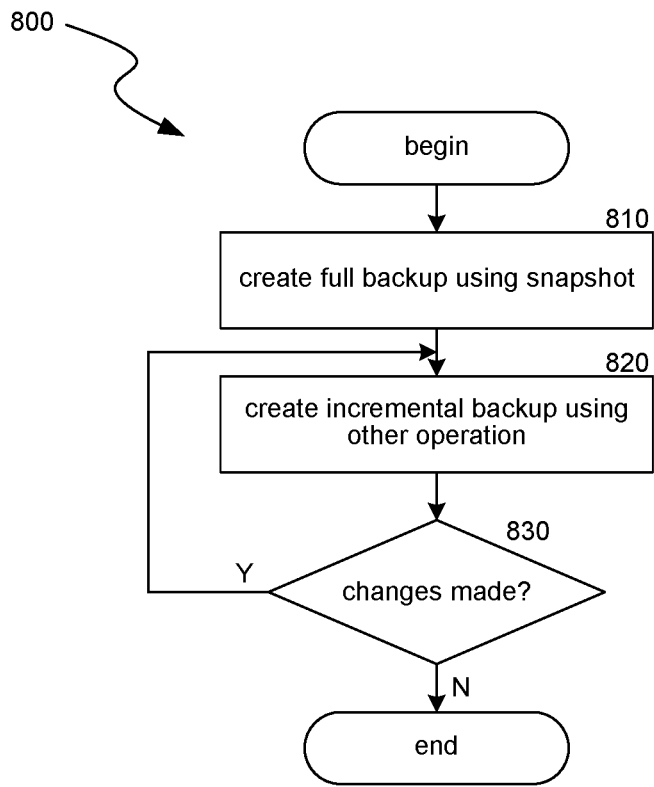 800
begin
810
create full backup using snapshot
820
create incremental backup using
other operation
830
Y
changes made?
N
end